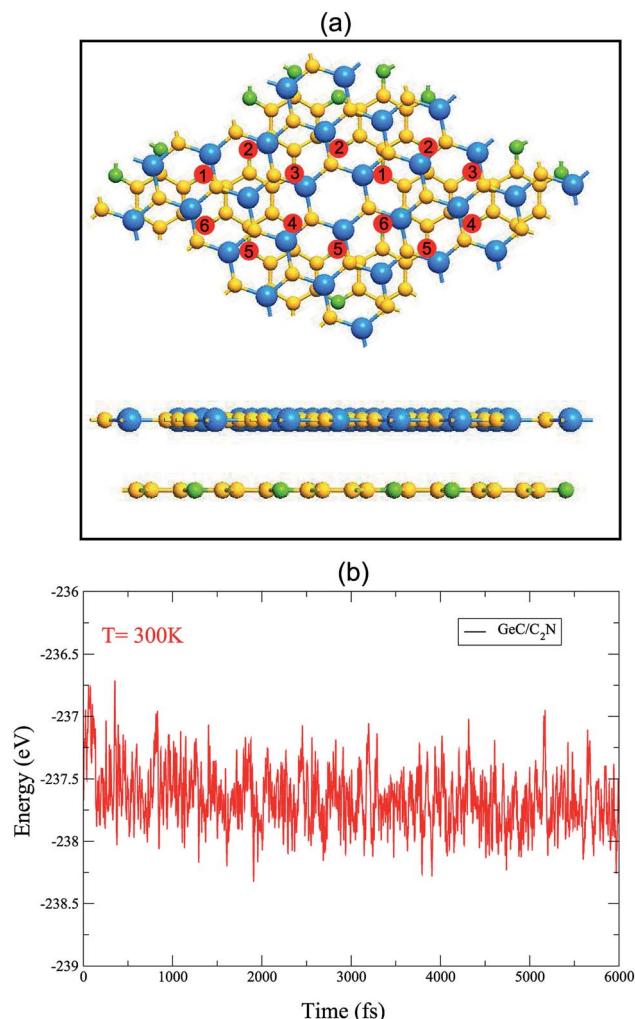 (a)
2 2 2
1 3 1 3
6 4 6 4
5 5 5
(b)
-236
T= 300K
GeC/C₂N
-236.5
-237
-237.5
-238
-238.5
-239
Energy (eV)
0 1000 2000 3000 4000 5000 6000
Time (fs)